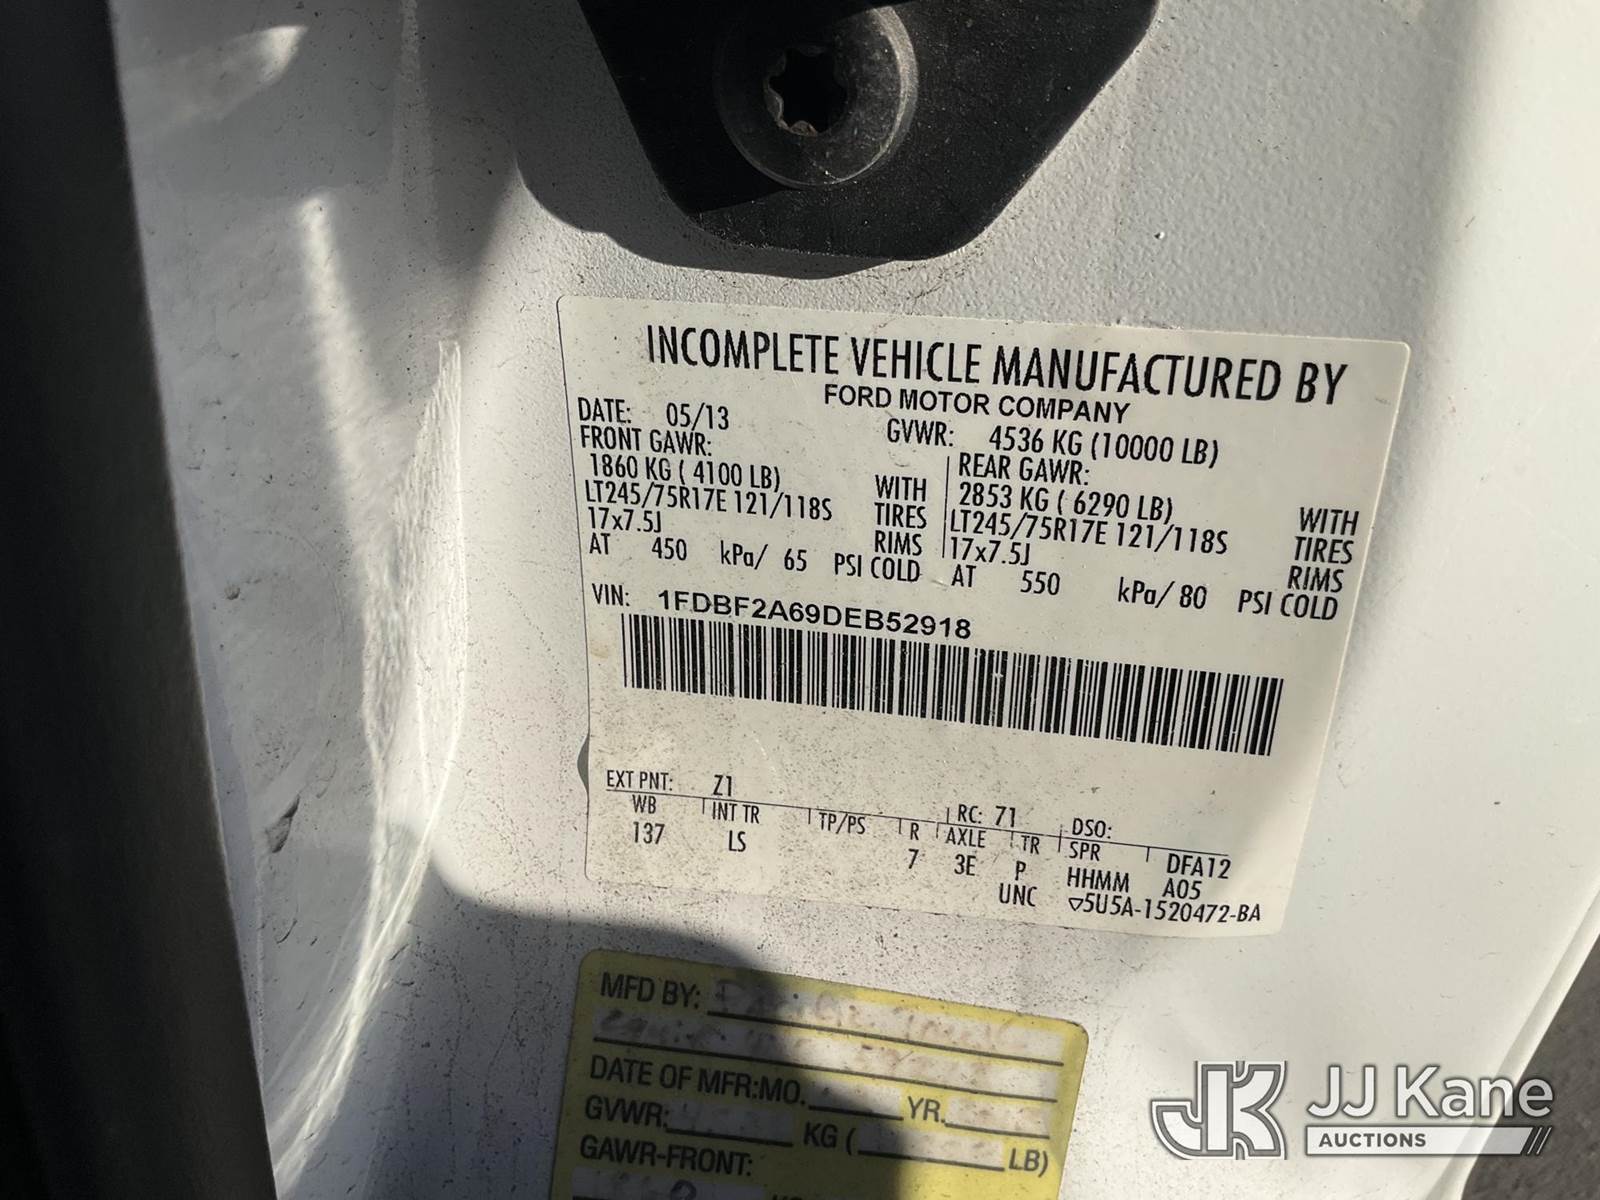 INCOMPLETE VEHICLE MANUFACTURED BY
FORD MOTOR COMPANY
DATE: 05/13 GVWR: 4536 KG (10000 LB)
FRONT GAWR: REAR GAWR:
1860 KG ( 4100 LB) WITH 2853 KG ( 6290 LB) WITH
LT245/75R17E 121/118S TIRES LT245/75R17E 121/118S TIRES
17x7.5J RIMS 17x7.5J RIMS
AT 450 kPa/ 65 PSI COLD AT 550 kPa/ 80 PSI COLD
VIN: 1FDBF2A69DEB52918
EXT PNT: Z1 RC: 71 DSO:
WB INT TR TP/PS R AXLE TR SPR DFA12
137 LS 7 3E P HHMM A05
UNC ▽5U5A-1520472-BA
MFD BY:
DATE OF MFR:MO. YR.
GVWR: KG ( LB)
GAWR-FRONT:
JJ Kane
AUCTIONS